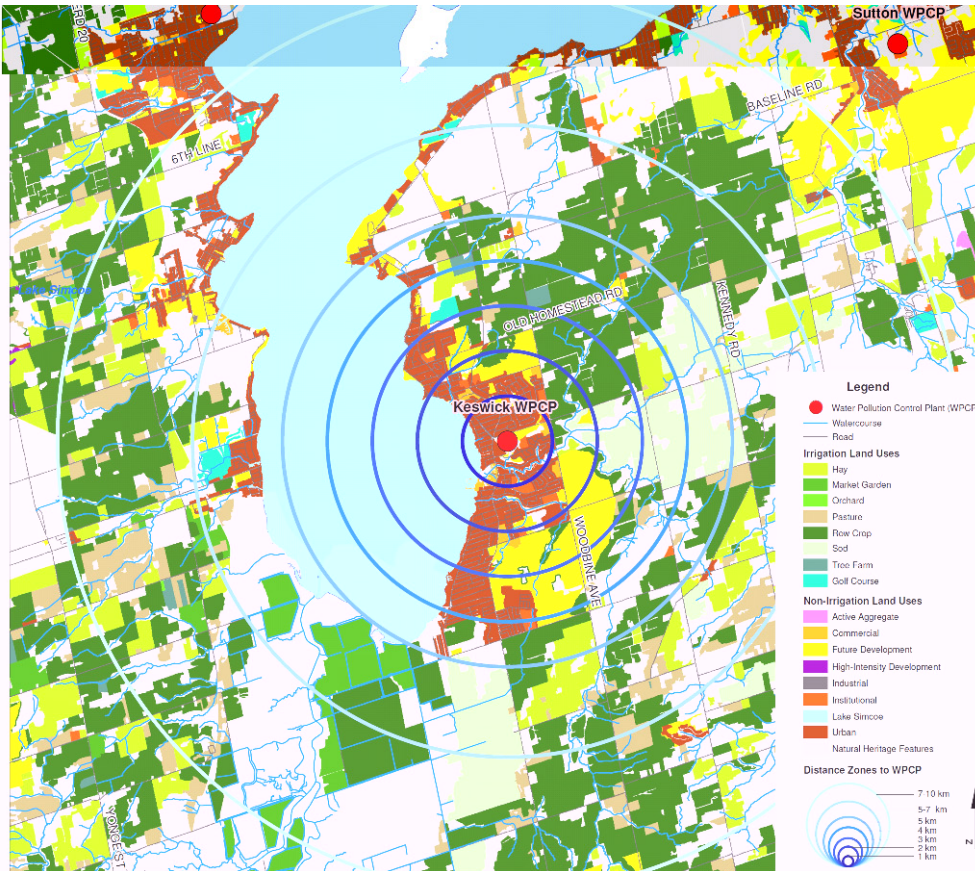 ERD 20
Sutton WPCP
BASELINE RD
6TH LINE
Lake Simcoe
OLD HOMESTEAD RD
KENNEDY RD
Keswick WPCP
WOODBINE AVE
YONGE ST
Legend
Water Pollution Control Plant (WPCP
Watercourse
Road
Irrigation Land Uses
Hay
Market Garden
Orchard
Pasture
Row Crop
Sod
Tree Farm
Golf Course
Non-Irrigation Land Uses
Active Aggregate
Commercial
Future Development
High-Intensity Development
Industrial
Institutional
Lake Simcoe
Urban
Natural Heritage Features
Distance Zones to WPCP
7-10 km
5-7 km
5 km
4 km
3 km
2 km
1 km
N